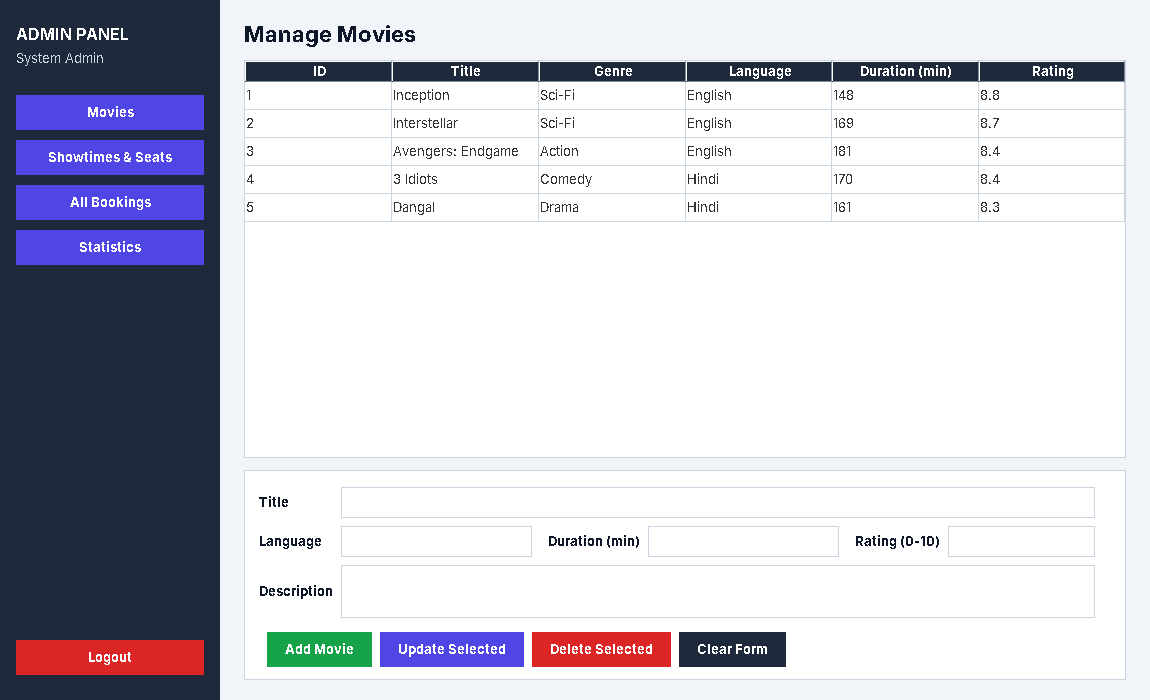 ADMIN PANEL
System Admin
Movies
Showtimes & Seats
All Bookings
Statistics
Logout
Manage Movies
ID Title Genre Language Duration (min) Rating
1 Inception Sci-Fi English 148 8.8
2 Interstellar Sci-Fi English 169 8.7
3 Avengers: Endgame Action English 181 8.4
4 3 Idiots Comedy Hindi 170 8.4
5 Dangal Drama Hindi 161 8.3
Title
Language Duration (min) Rating (0-10)
Description
Add Movie Update Selected Delete Selected Clear Form